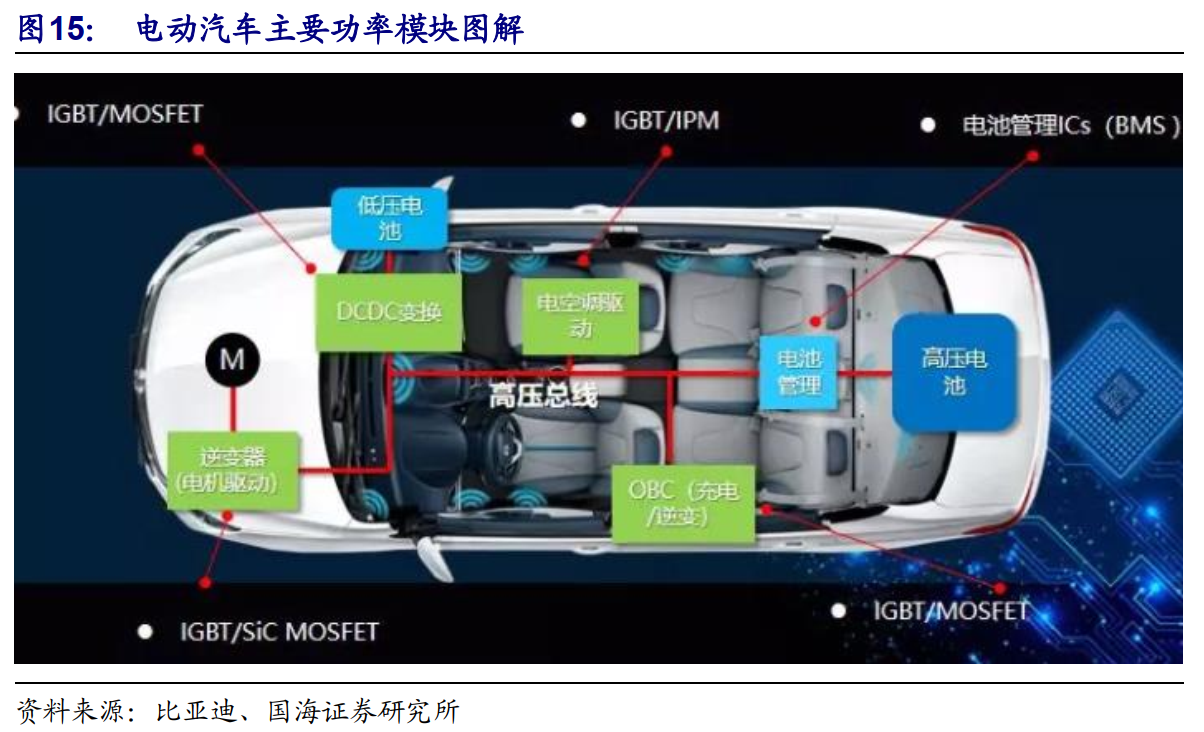 图15： 电动汽车主要功率模块图解
IGBT/MOSFET
IGBT/IPM
电池管理ICs（BMS）
低压电
池
DCDC变换
电空调驱
动
M
高压总线
电池
管理
高压电
池
逆变器
(电机驱动)
OBC（充电
/逆变）
IGBT/SiC MOSFET
IGBT/MOSFET
资料来源：比亚迪、国海证券研究所